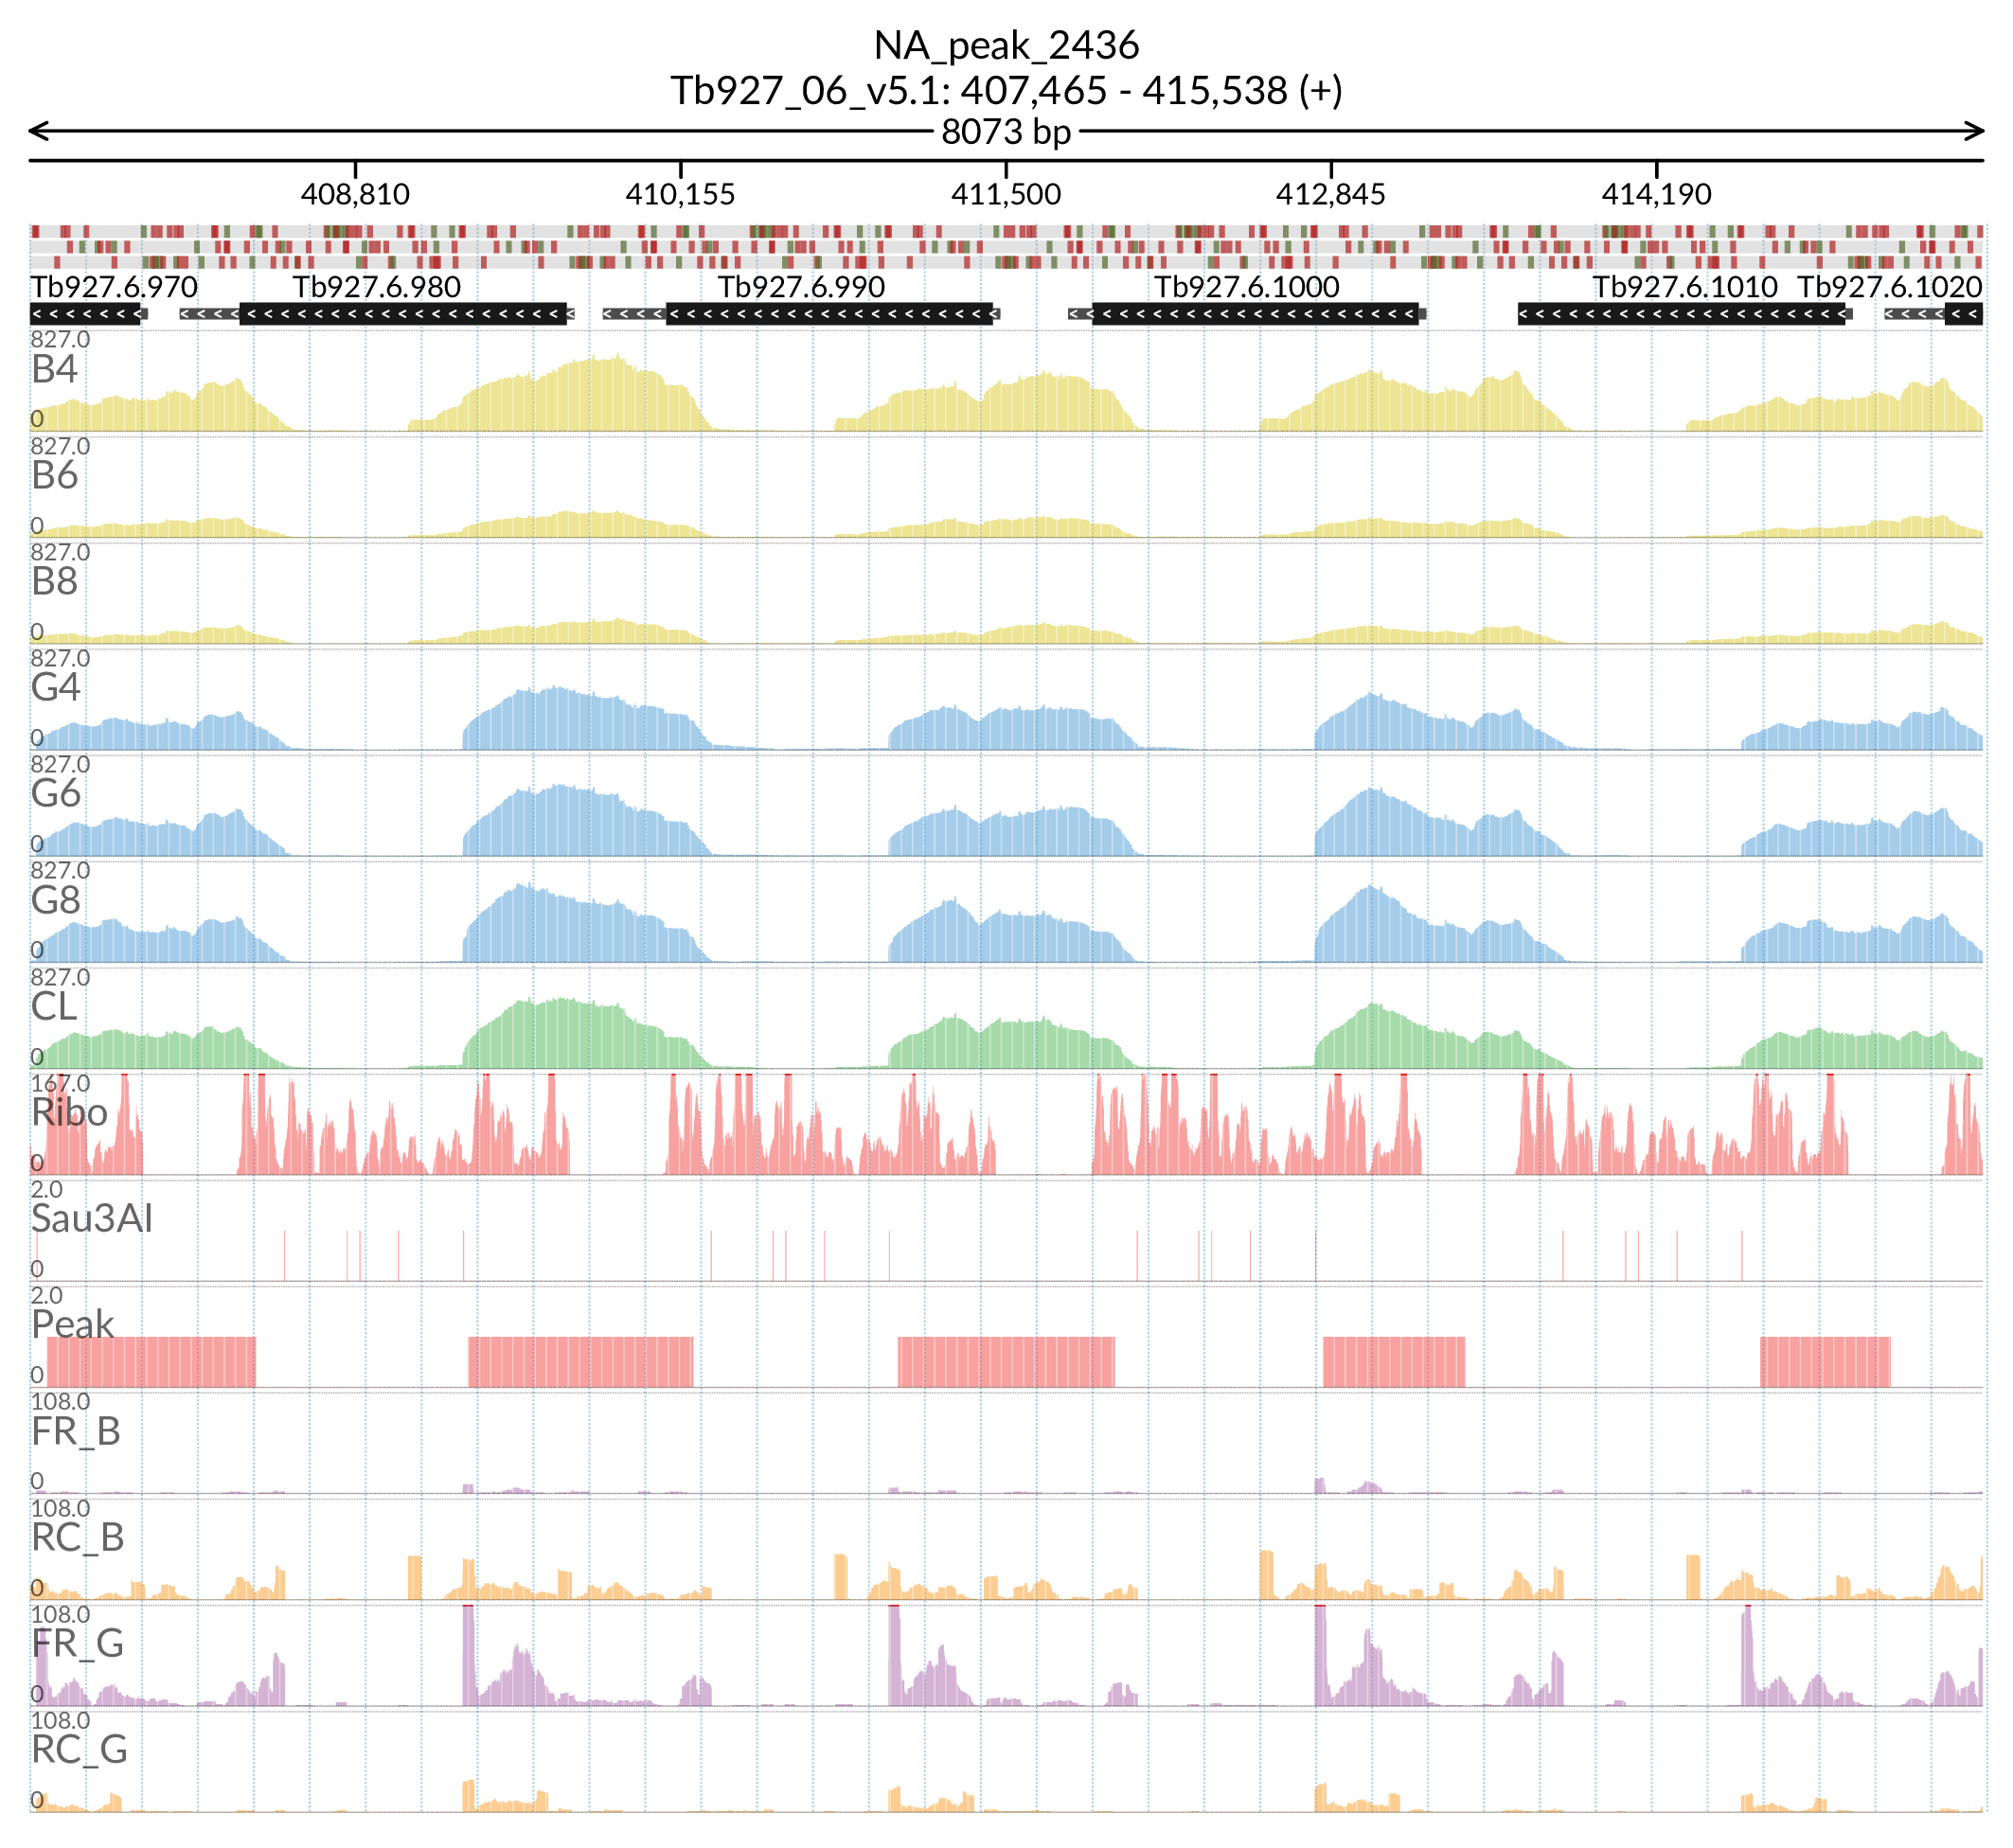 NA_peak_2436
Tb927_06_v5.1: 407,465 - 415,538 (+)
8073 bp
408,810 410,155 411,500 412,845 414,190
Tb927.6.970 Tb927.6.980 Tb927.6.990 Tb927.6.1000 Tb927.6.1010 Tb927.6.1020
827.0
B4
0
827.0
B6
0
827.0
B8
0
827.0
G4
0
827.0
G6
0
827.0
G8
0
827.0
CL
0
167.0
Ribo
0
2.0
Sau3AI
0
2.0
Peak
0
108.0
FR_B
0
108.0
RC_B
0
108.0
FR_G
0
108.0
RC_G
0